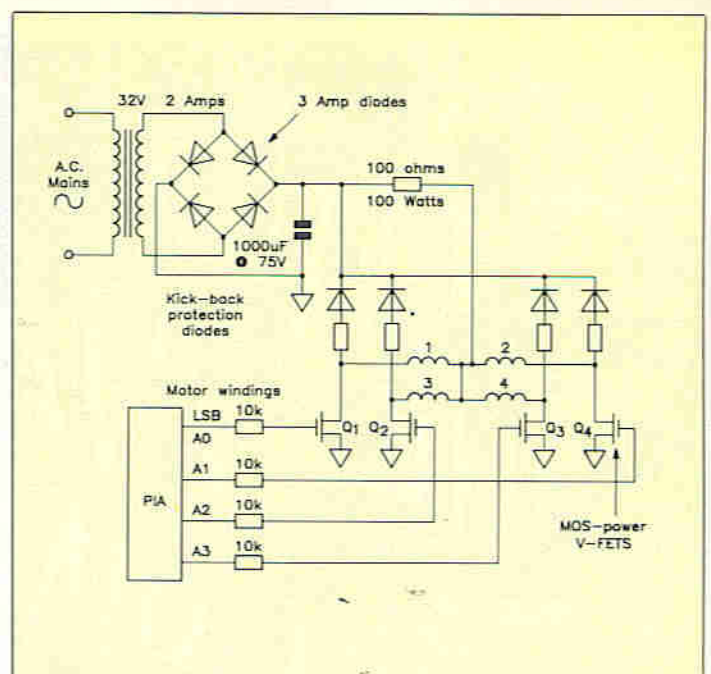 32V 2 Amps
3 Amp diodes
A.C.
Mains
100 ohms
100 Watts
1000uF
@ 75V
Kick-back
protection
diodes
1
2
3
4
Motor windings
LSB
10k
A0
Q1
Q2
Q3
Q4
A1
10k
PIA
A2
10k
A3
10k
MOS-power
V-FETS